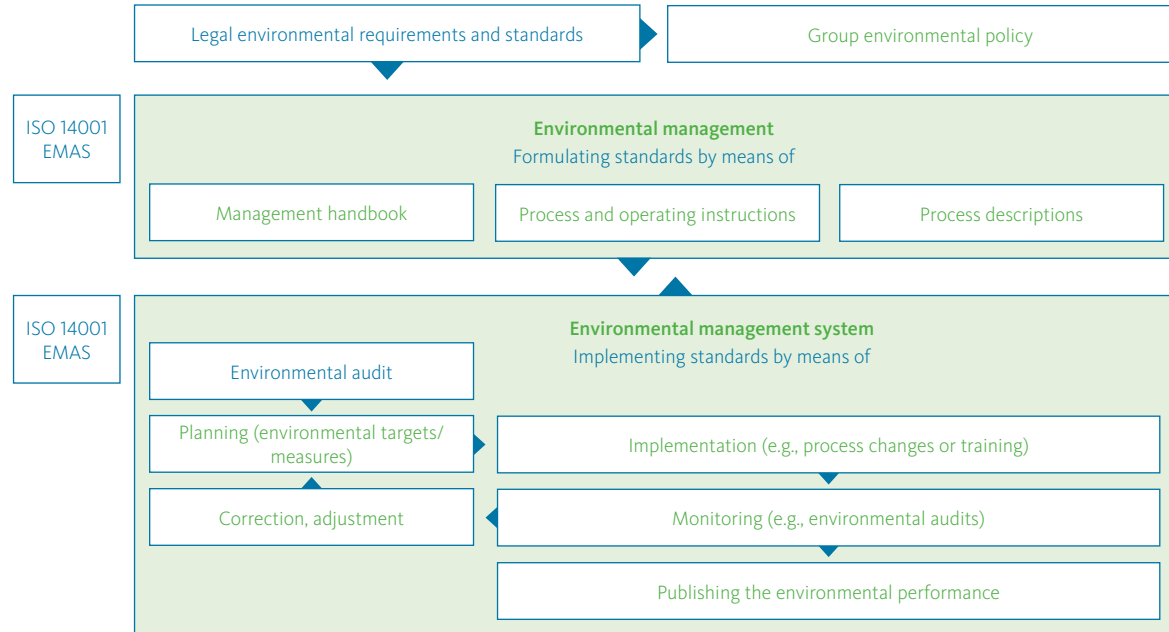 Legal environmental requirements and standards
Group environmental policy
ISO 14001
EMAS
Environmental management
Formulating standards by means of
Management handbook
Process and operating instructions
Process descriptions
ISO 14001
EMAS
Environmental management system
Implementing standards by means of
Environmental audit
Planning (environmental targets/
measures)
Implementation (e.g., process changes or training)
Correction, adjustment
Monitoring (e.g., environmental audits)
Publishing the environmental performance